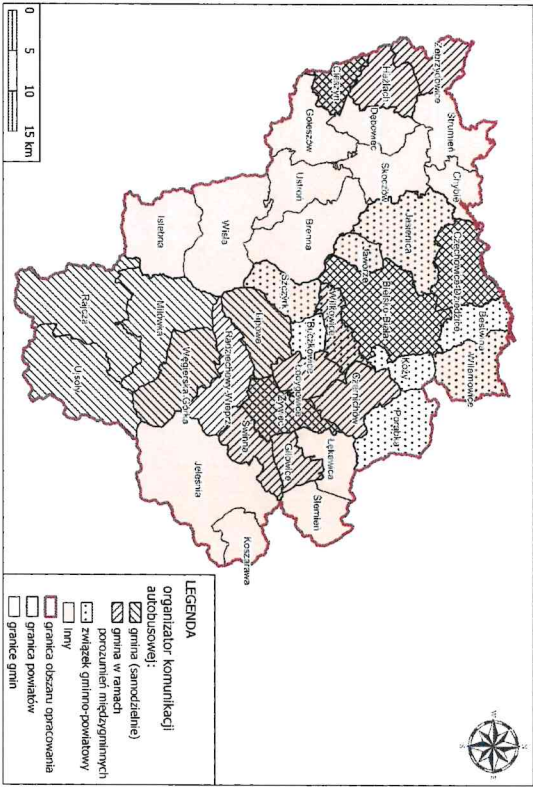 Zebrzydowice
Strumień
Chybie
Hażlach
Dębowiec
Skoczów
Cieszyn
Goleszów
Ustroń
Brenna
Wisła
Istebna
Jasienica
Jaworze
Czechowice-Dziedzice
Bestwina
Wilamowice
Bielsko-Biała
Kozy
Porąbka
Szczyrk
Buczkowice
Wilkowice
Łodygowice
Czernichów
Lipowa
Żywiec
Łękawica
Gilowice
Ślemień
Świnna
Radziechowy-Wieprz
Węgierska Górka
Milówka
Rajcza
Ujsoły
Jeleśnia
Koszarawa
LEGENDA
organizator komunikacji
autobusowej:
gmina (samodzielnie)
gmina w ramach
porozumień międzygminnych
związek gminno-powiatowy
inny
granica obszaru opracowania
granica powiatów
granice gmin
0 5 10 15 km